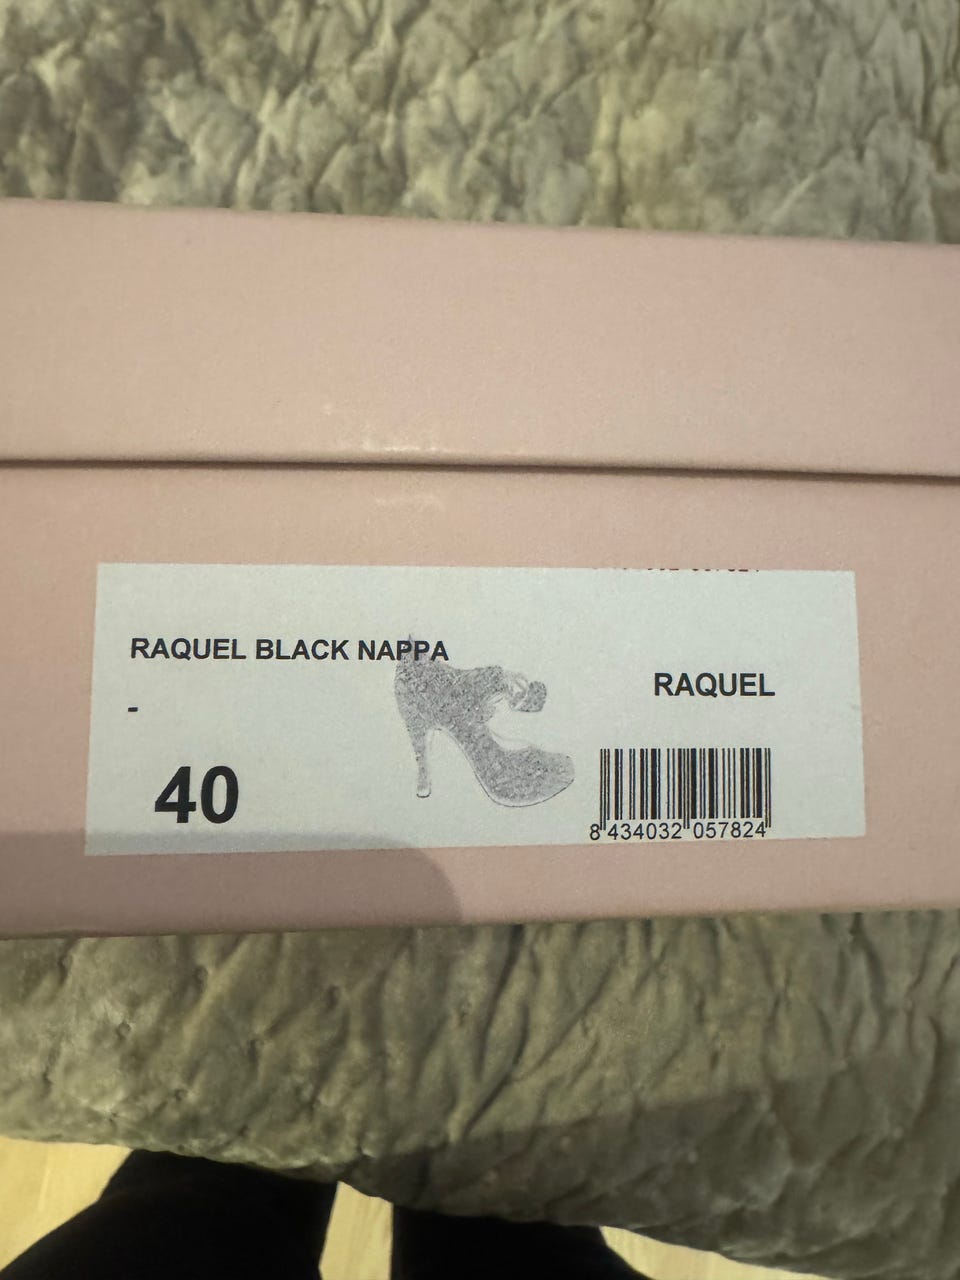 RAQUEL BLACK NAPPA
RAQUEL
-
40
8 434032 057824